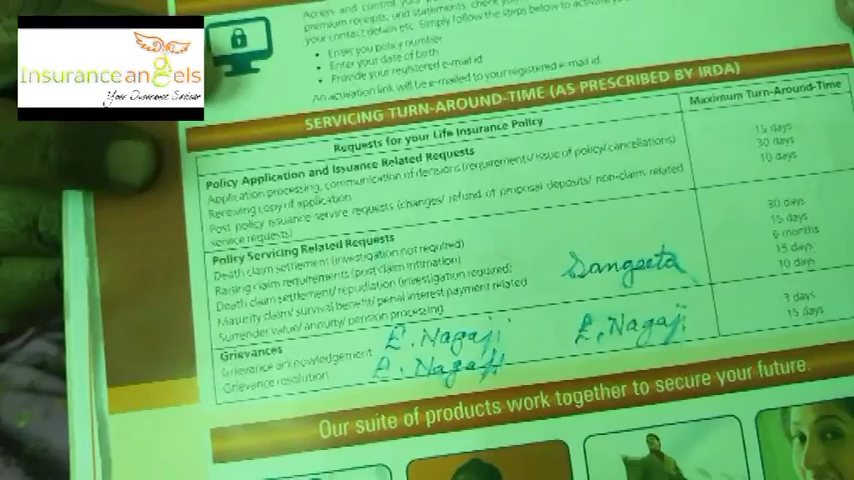 Insurance angels
Your Insurance Saviour
Access and control your
premium receipts, unit statements, check your
your contact details etc. Simply follow the steps below to activate your
• Enter you policy number
• Enter your date of birth
• Provide your registered e-mail id
An activation link will be e-mailed to your registered e-mail id.
SERVICING TURN-AROUND-TIME (AS PRESCRIBED BY IRDA)
Requests for your Life Insurance Policy Maximum Turn-Around-Time
Policy Application and Issuance Related Requests
Application processing, communication of decisions (requirements/ issue of policy/ cancellations) 15 days
Receiving copy of application 30 days
Post policy issuance service requests (changes/ refund of proposal deposits/ non-claim related 10 days
service requests)
Policy Servicing Related Requests
Death claim settlement (investigation not required) 30 days
Raising claim requirements (post claim intimation) 15 days
Death claim settlement/ repudiation (investigation required) 6 months
Maturity claim/ survival benefit/ penal interest payment related 15 days
Surrender value/ annuity/ pension processing 10 days
Sangeeta
Grievances
Grievance acknowledgement 3 days
Grievance resolution 15 days
E. Nagaji
E. Nagaji
E. Nagaji
Our suite of products work together to secure your future.